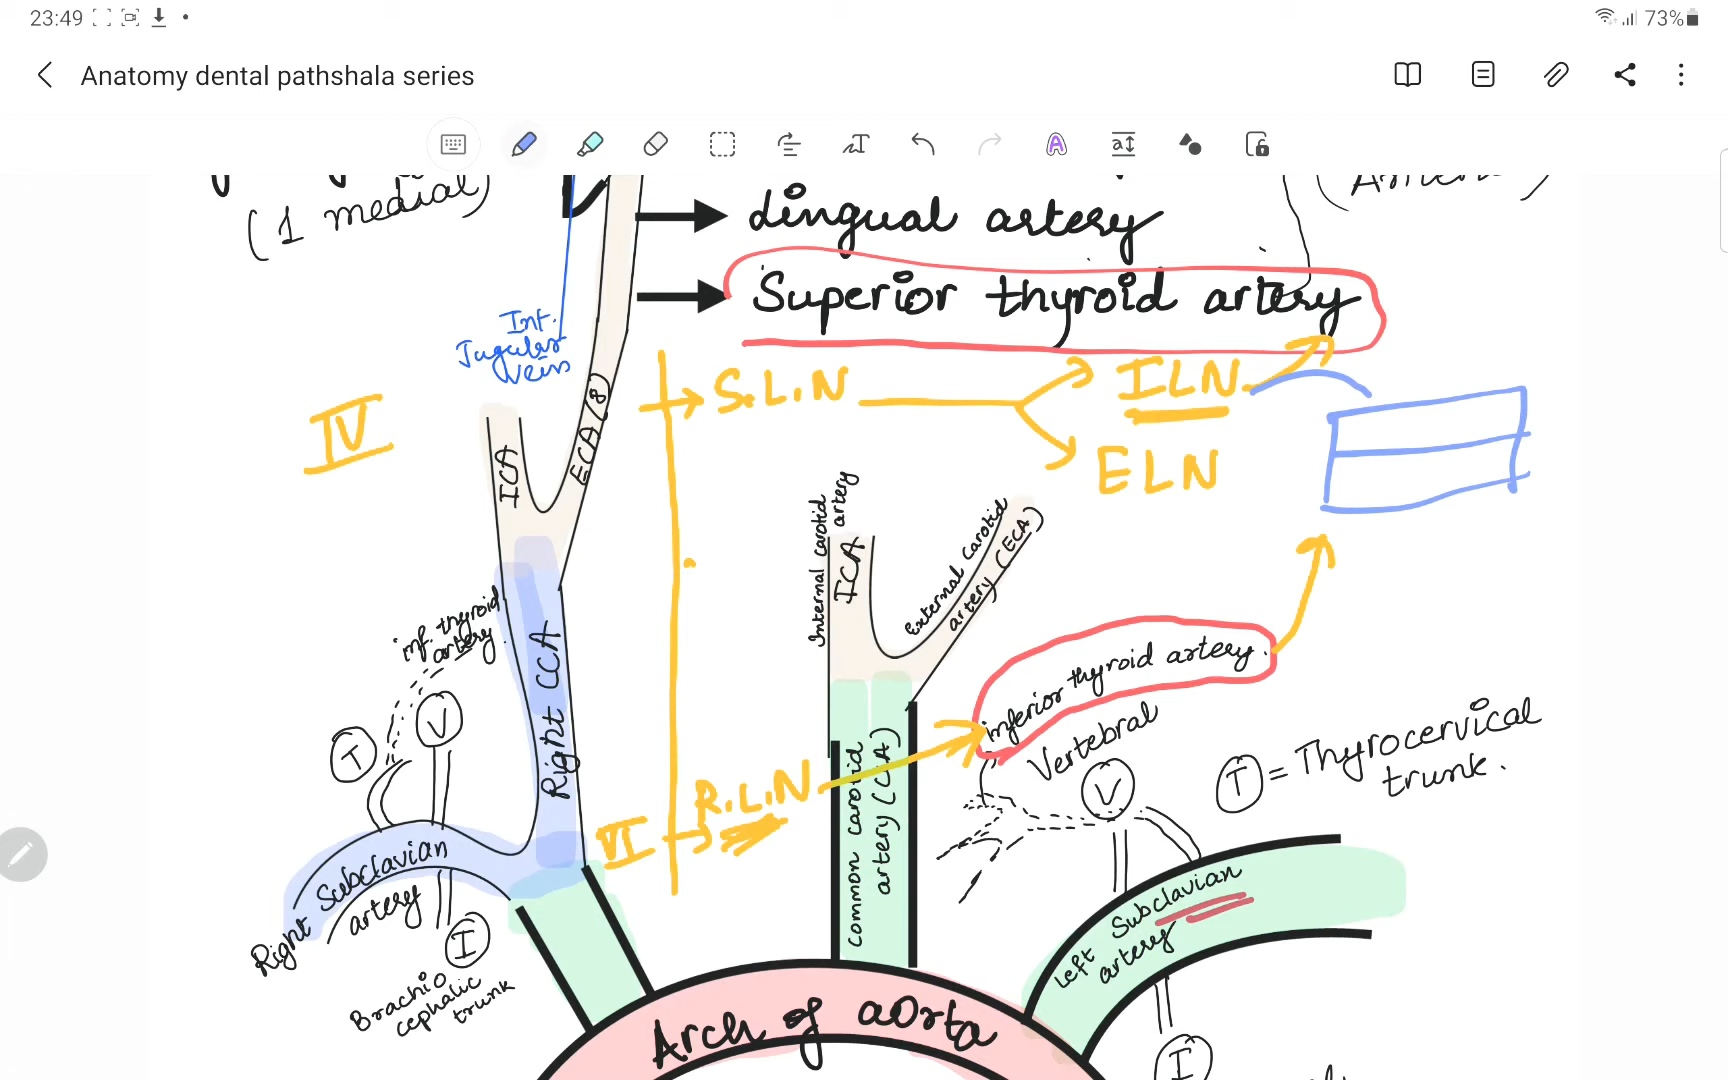 23:49
73%
Anatomy dental pathshala series
(1 medial)
Lingual artery
Superior thyroid artery
Int.
Jugular
Vein
IV
S.L.N
ILN
ELN
ICA
ECA (8)
Internal carotid
artery
ICA
External Carotid
artery (ECA)
inf. thyroid
artery
T
V
Right CCA
inferior thyroid artery.
Vertebral
V
T = Thyrocervical
trunk.
VI
R.L.N
common carotid
artery (CCA)
Right Subclavian
artery
I
Brachio
cephalic
trunk
Left Subclavian
artery
Arch of aorta
I